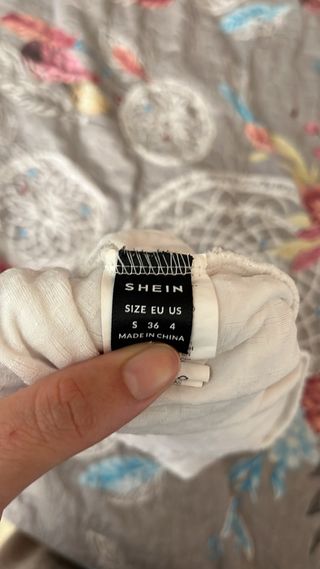 SHEIN
SIZE EU US
S 36 4
MADE IN CHINA